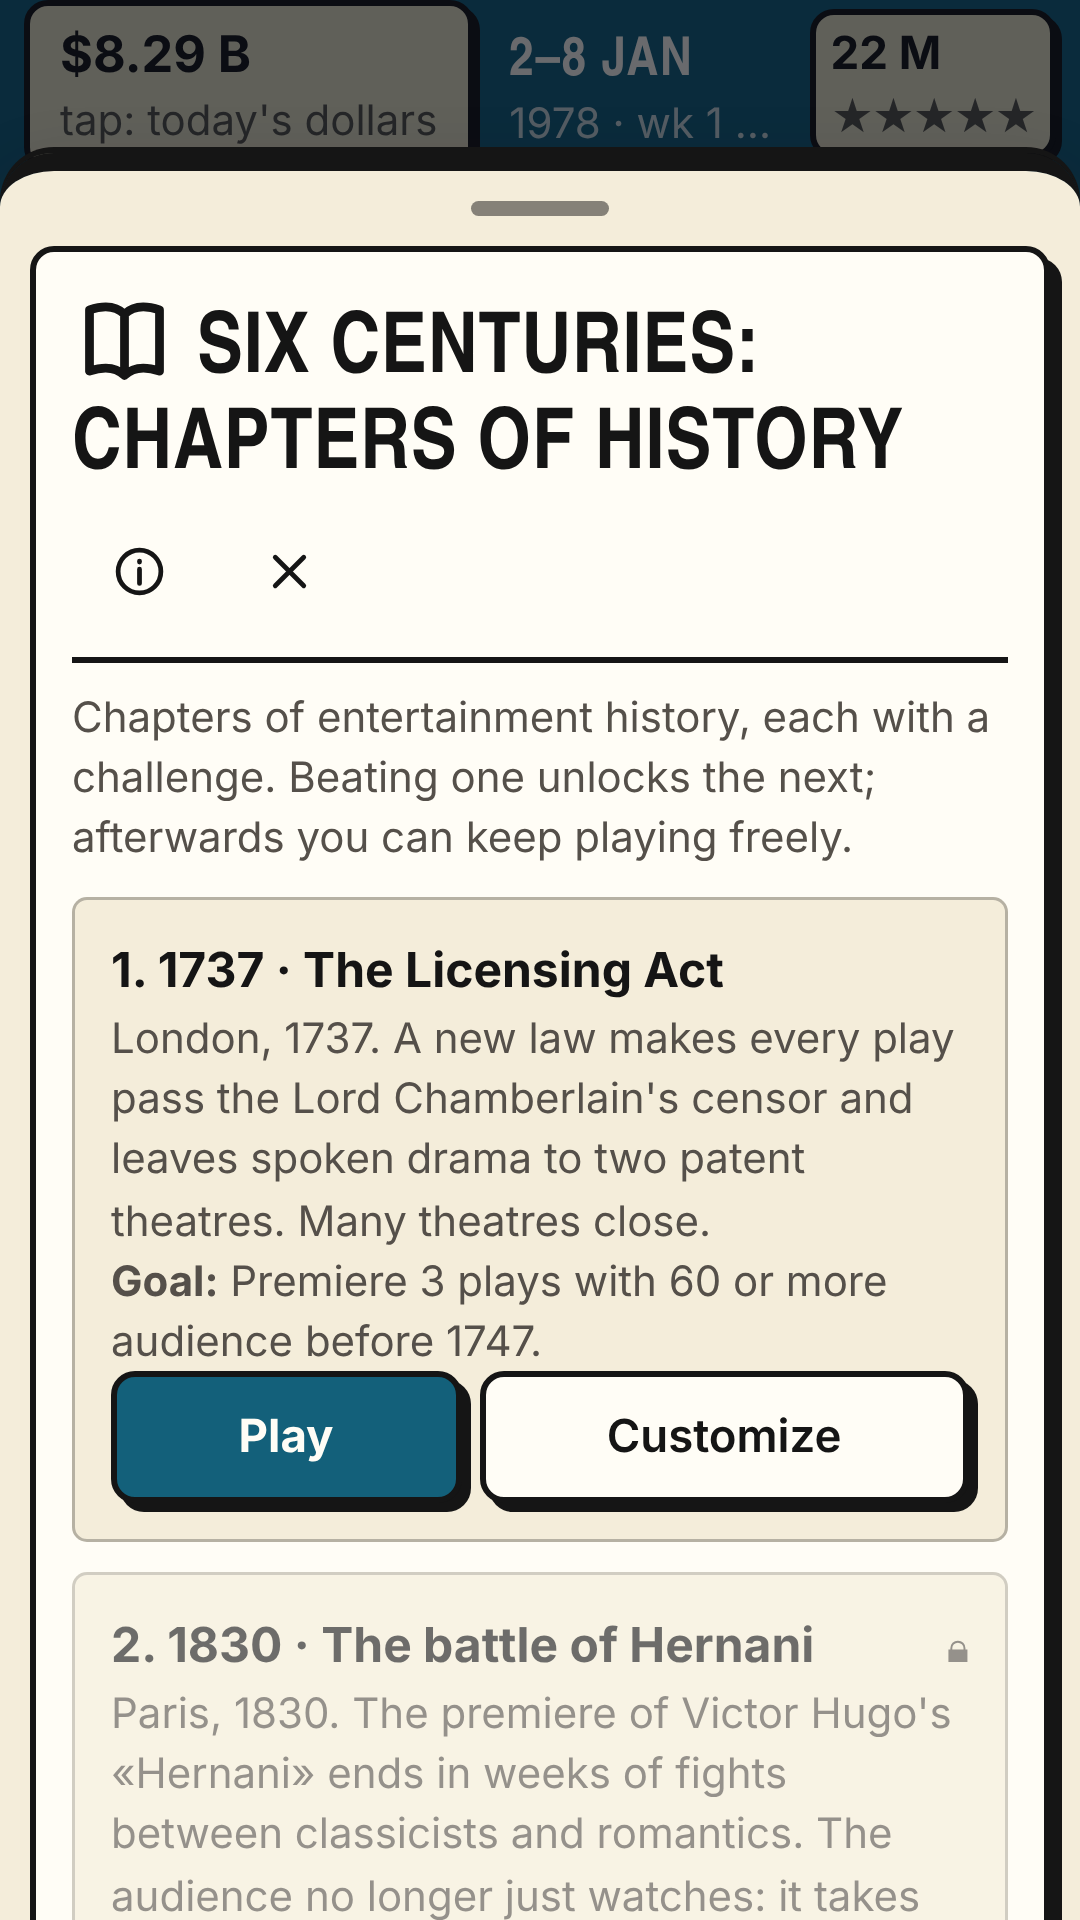 $8.29 B
tap: today's dollars
2–8 JAN
1978 · wk 1 ...
22 M
★★★★★
SIX CENTURIES:
CHAPTERS OF HISTORY
Chapters of entertainment history, each with a
challenge. Beating one unlocks the next;
afterwards you can keep playing freely.
1. 1737 · The Licensing Act
London, 1737. A new law makes every play
pass the Lord Chamberlain's censor and
leaves spoken drama to two patent
theatres. Many theatres close.
Goal: Premiere 3 plays with 60 or more
audience before 1747.
Play
Customize
2. 1830 · The battle of Hernani
Paris, 1830. The premiere of Victor Hugo's
«Hernani» ends in weeks of fights
between classicists and romantics. The
audience no longer just watches: it takes